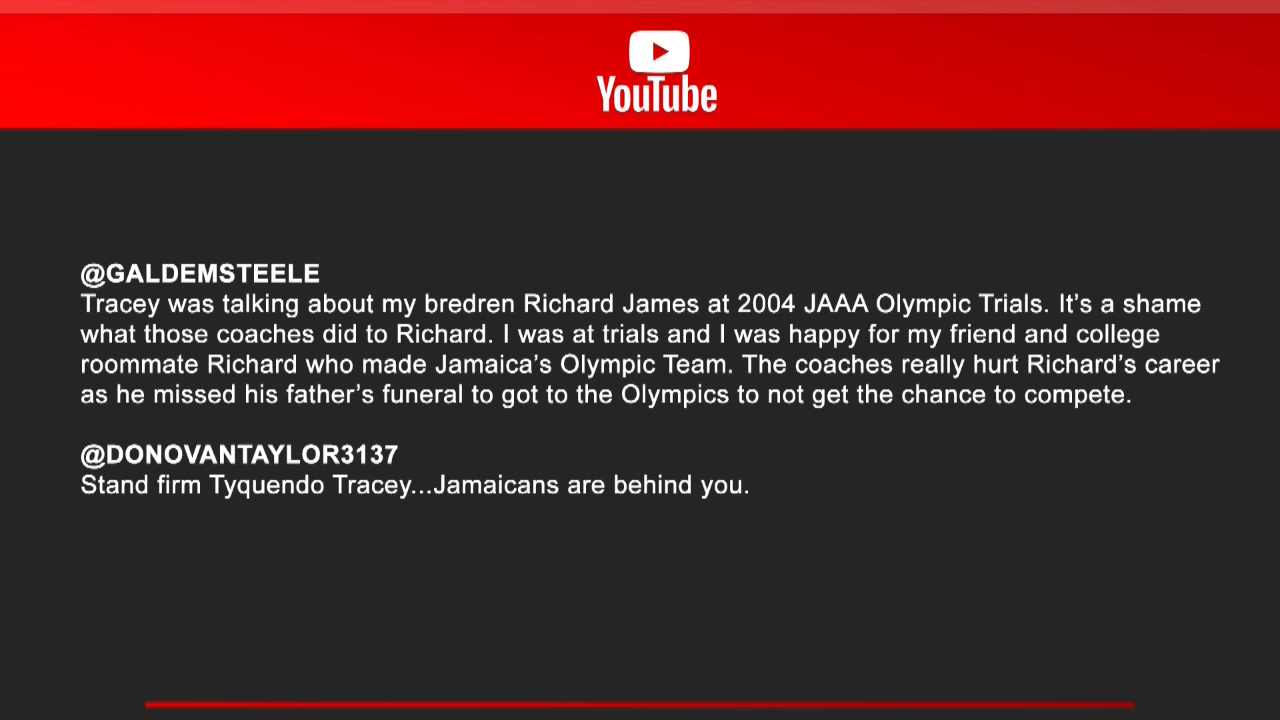 YouTube
@GALDEMSTEELE
Tracey was talking about my bredren Richard James at 2004 JAAA Olympic Trials. It’s a shame
what those coaches did to Richard. I was at trials and I was happy for my friend and college
roommate Richard who made Jamaica’s Olympic Team. The coaches really hurt Richard’s career
as he missed his father’s funeral to got to the Olympics to not get the chance to compete.
@DONOVANTAYLOR3137
Stand firm Tyquendo Tracey...Jamaicans are behind you.